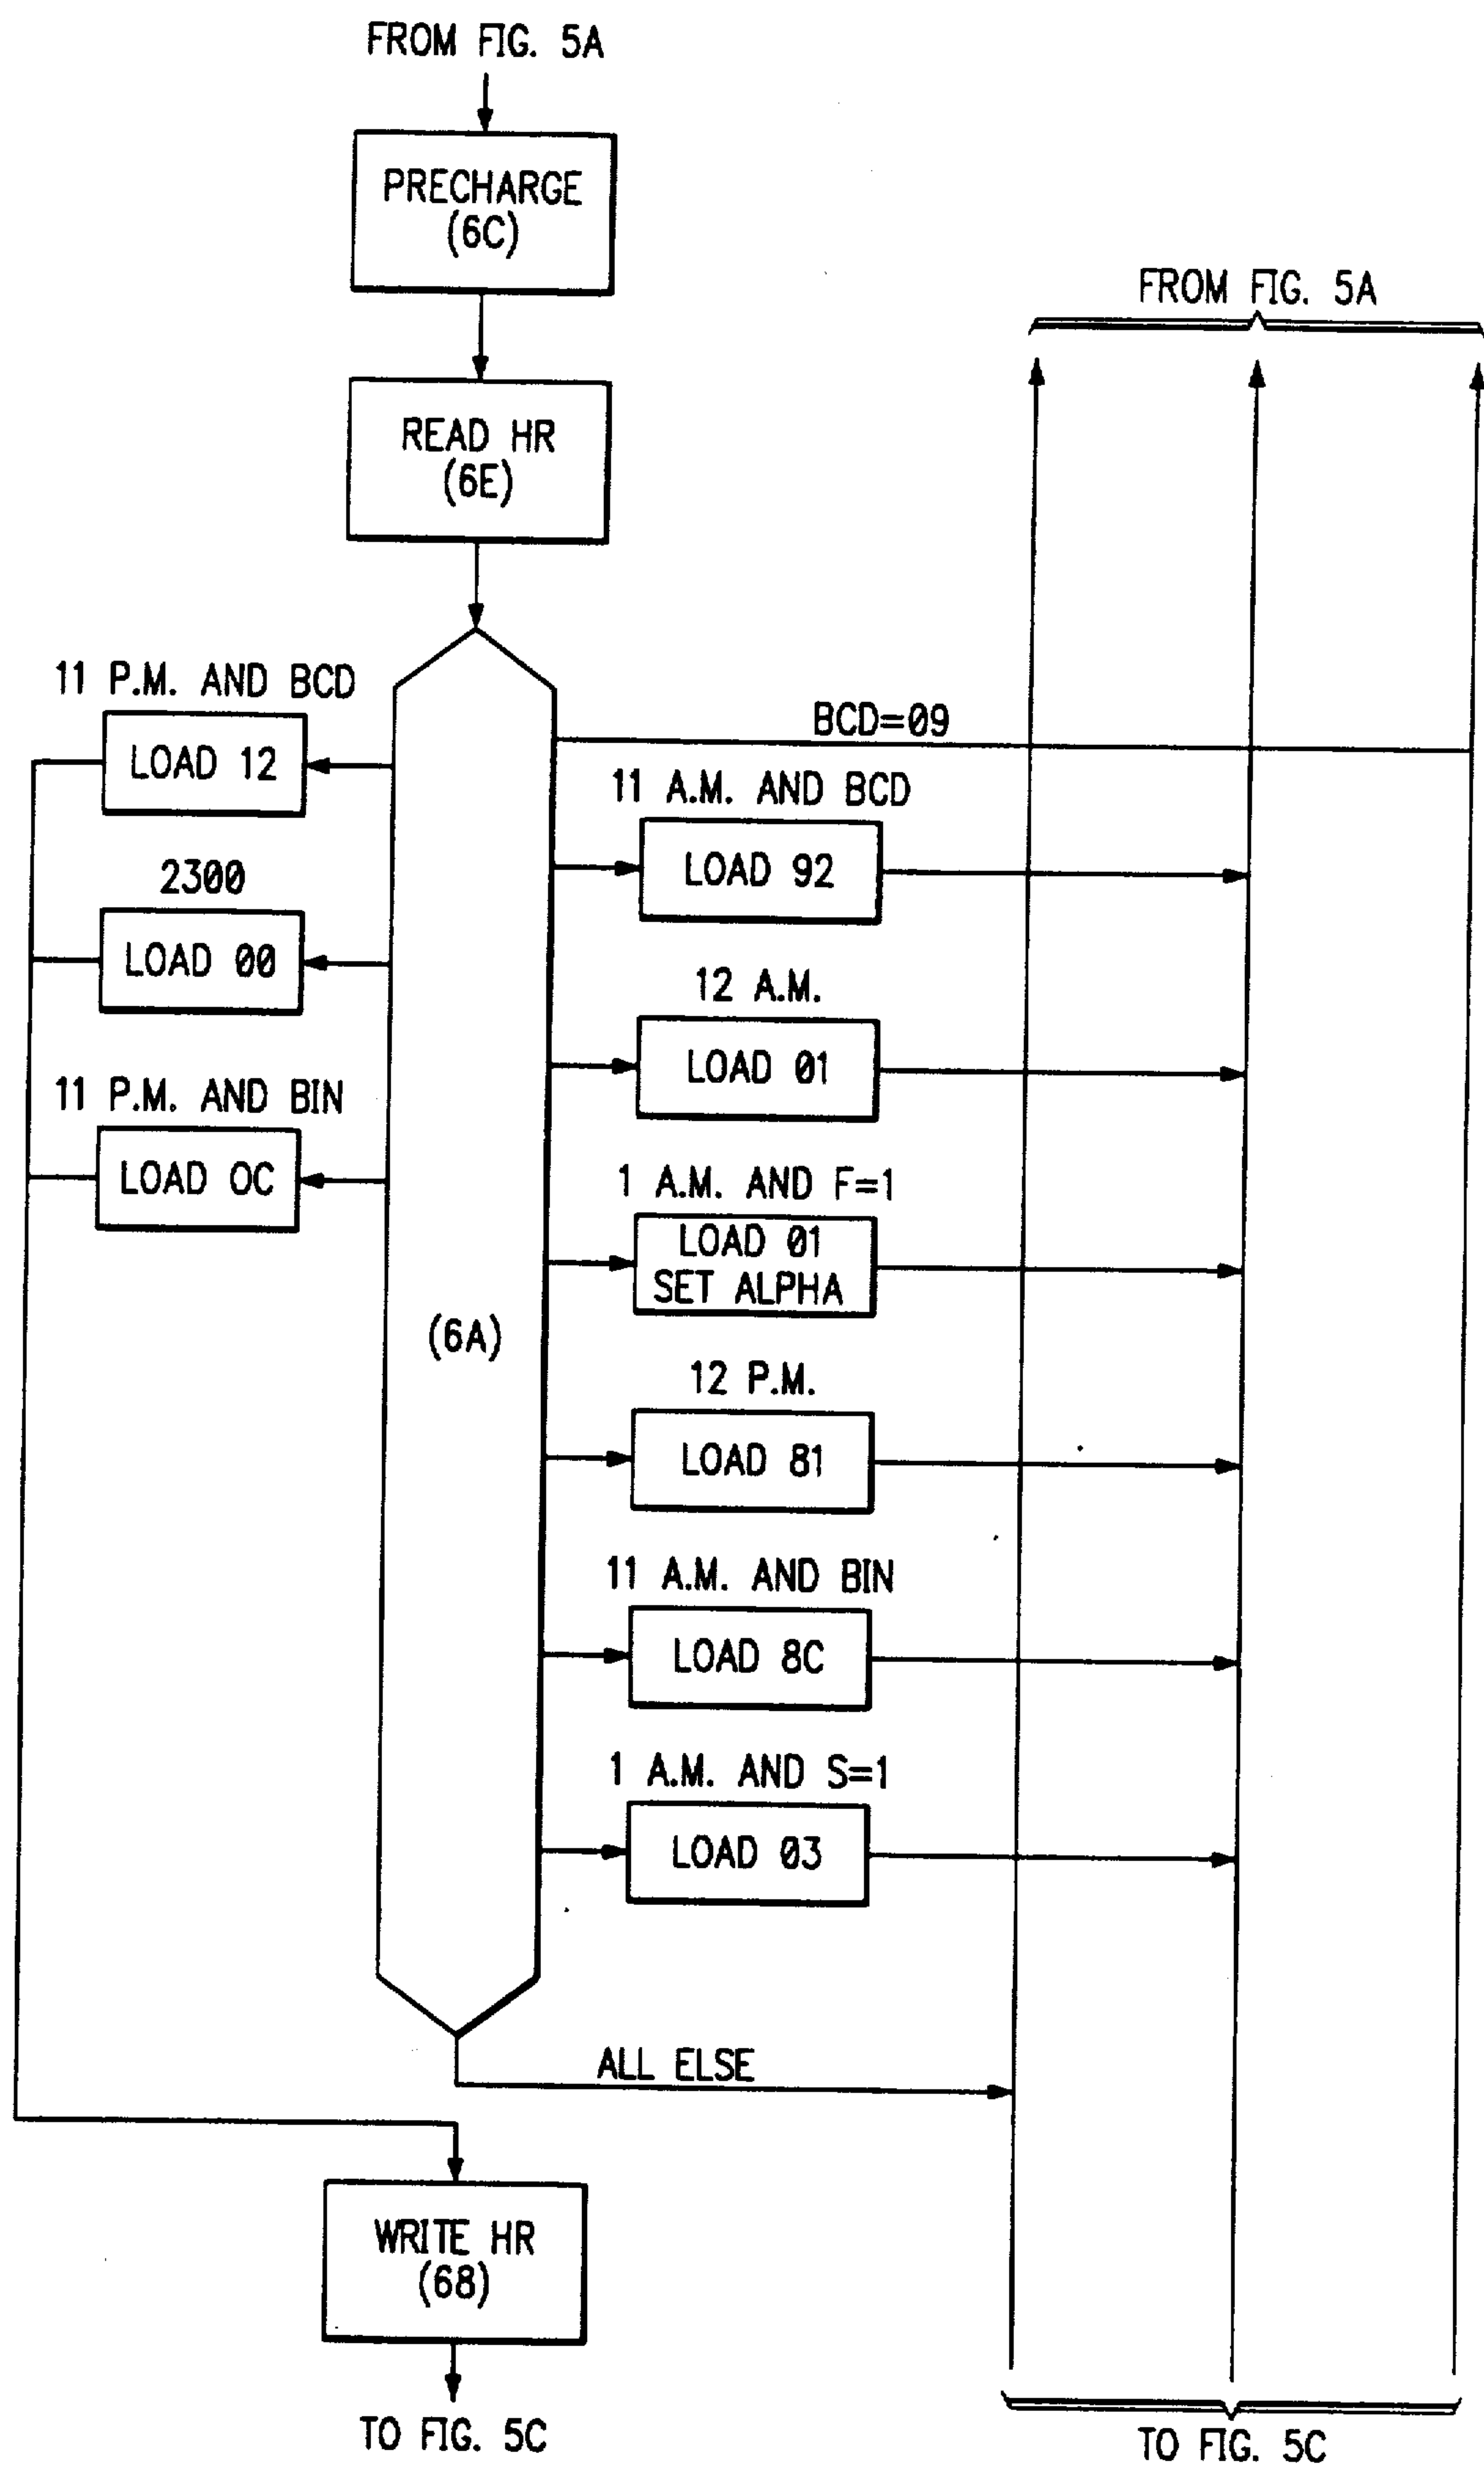 FROM FIG. 5A
PRECHARGE
(6C)
FROM FIG. 5A
READ HR
(6E)
11 P.M. AND BCD
LOAD 12
2300
LOAD 00
11 P.M. AND BIN
LOAD 0C
(6A)
BCD=09
11 A.M. AND BCD
LOAD 92
12 A.M.
LOAD 01
1 A.M. AND F=1
LOAD 01
SET ALPHA
12 P.M.
LOAD 81
11 A.M. AND BIN
LOAD 8C
1 A.M. AND S=1
LOAD 03
ALL ELSE
WRITE HR
(68)
TO FIG. 5C
TO FIG. 5C